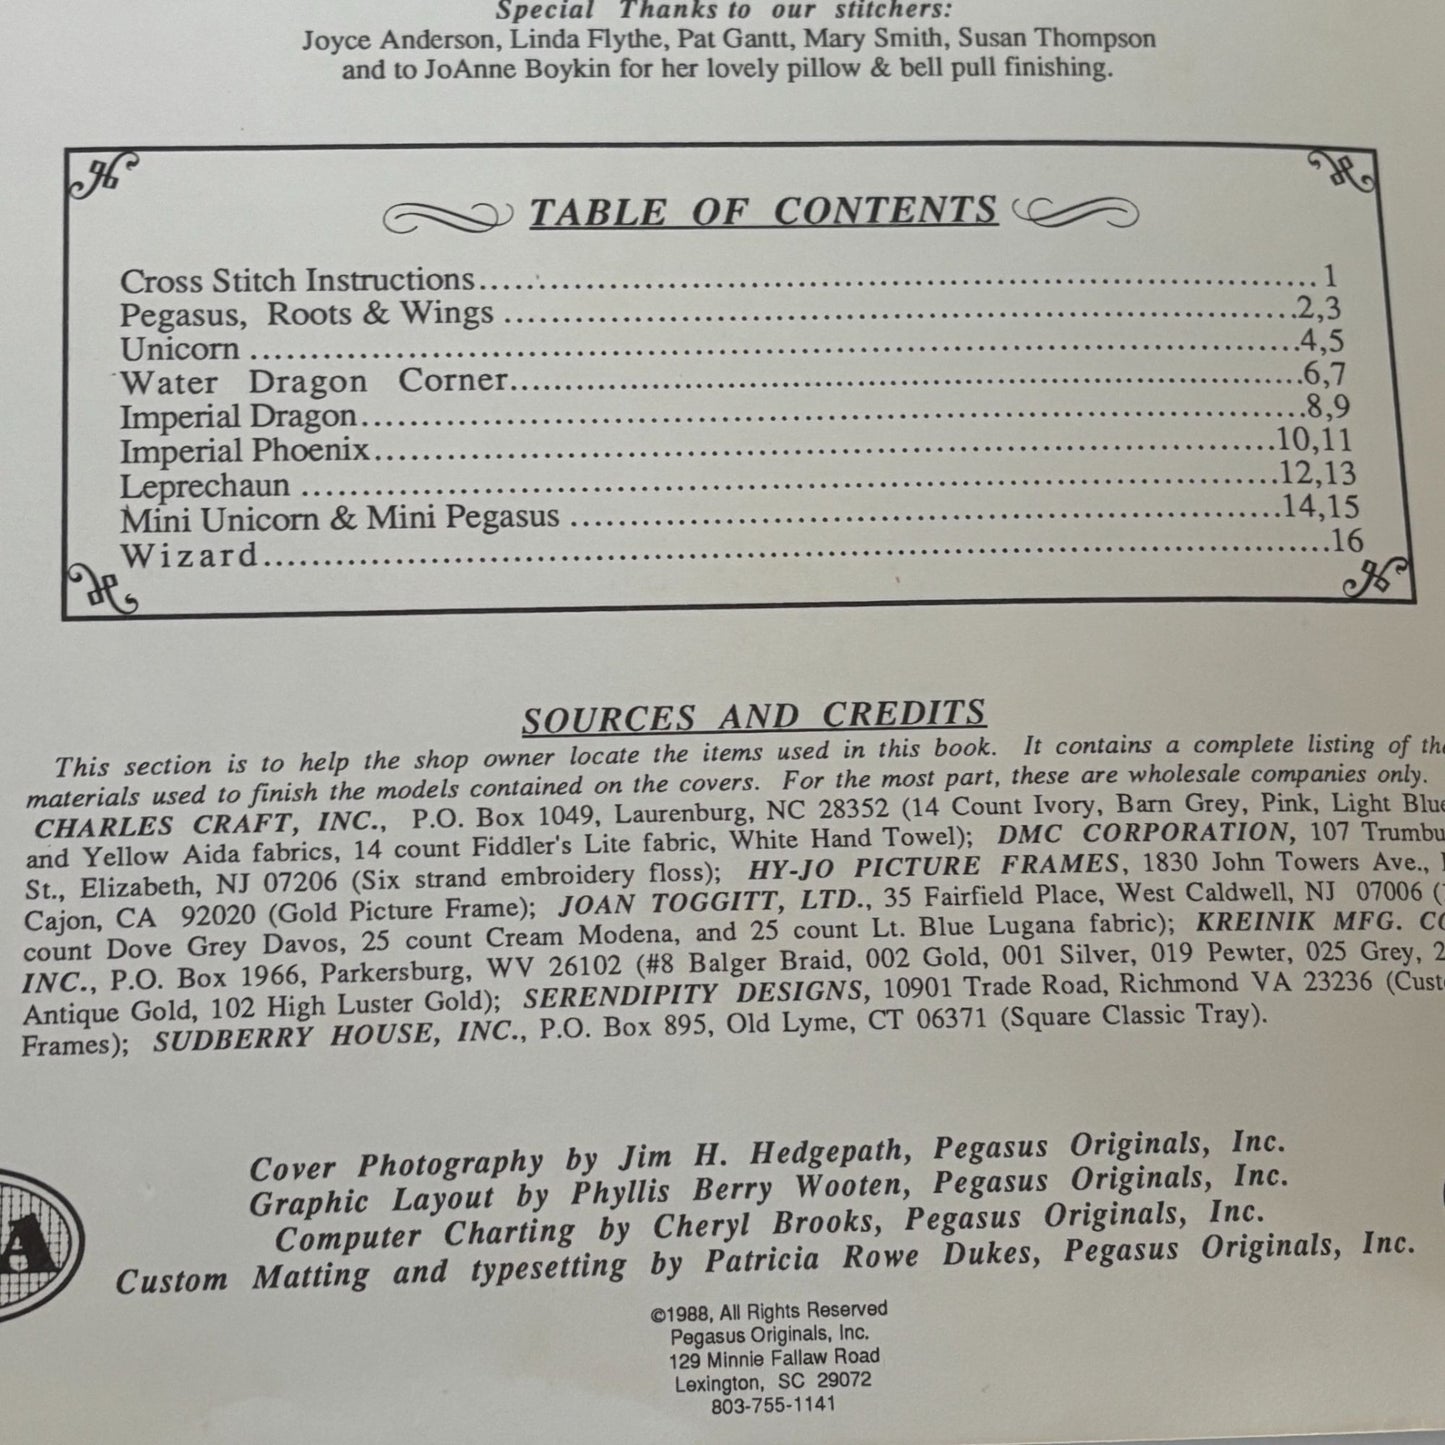 Special Thanks to our stitchers:
Joyce Anderson, Linda Flythe, Pat Gantt, Mary Smith, Susan Thompson
and to JoAnne Boykin for her lovely pillow & bell pull finishing.
TABLE OF CONTENTS
Cross Stitch Instructions 1
Pegasus, Roots & Wings 2,3
Unicorn 4,5
Water Dragon Corner 6,7
Imperial Dragon 8,9
Imperial Phoenix 10,11
Leprechaun 12,13
Mini Unicorn & Mini Pegasus 14,15
Wizard 16
SOURCES AND CREDITS
This section is to help the shop owner locate the items used in this book. It contains a complete listing of
materials used to finish the models contained on the covers. For the most part, these are wholesale companies only.
CHARLES CRAFT, INC., P.O. Box 1049, Laurenburg, NC 28352 (14 Count Ivory, Barn Grey, Pink, Light Blue
and Yellow Aida fabrics, 14 count Fiddler's Lite fabric, White Hand Towel); DMC CORPORATION, 107
St., Elizabeth, NJ 07206 (Six strand embroidery floss); HY-JO PICTURE FRAMES, 1830 John Towers Ave.,
Cajon, CA 92020 (Gold Picture Frame); JOAN TOGGITT, LTD., 35 Fairfield Place, West Caldwell, NJ 07006
count Dove Grey Davos, 25 count Cream Modena, and 25 count Lt. Blue Lugana fabric); KREINIK MFG.
INC., P.O. Box 1966, Parkersburg, WV 26102 (#8 Balger Braid, 002 Gold, 001 Silver, 019 Pewter, 025 Grey,
Antique Gold, 102 High Luster Gold); SERENDIPITY DESIGNS, 10901 Trade Road, Richmond VA 23236
Frames); SUDBERRY HOUSE, INC., P.O. Box 895, Old Lyme, CT 06371 (Square Classic Tray).
Cover Photography by Jim H. Hedgepath, Pegasus Originals, Inc.
Graphic Layout by Phyllis Berry Wooten, Pegasus Originals, Inc.
Computer Charting by Cheryl Brooks, Pegasus Originals, Inc.
Custom Matting and typesetting by Patricia Rowe Dukes, Pegasus Originals, Inc.
©1988, All Rights Reserved
Pegasus Originals, Inc.
129 Minnie Fallaw Road
Lexington, SC 29072
803-755-1141